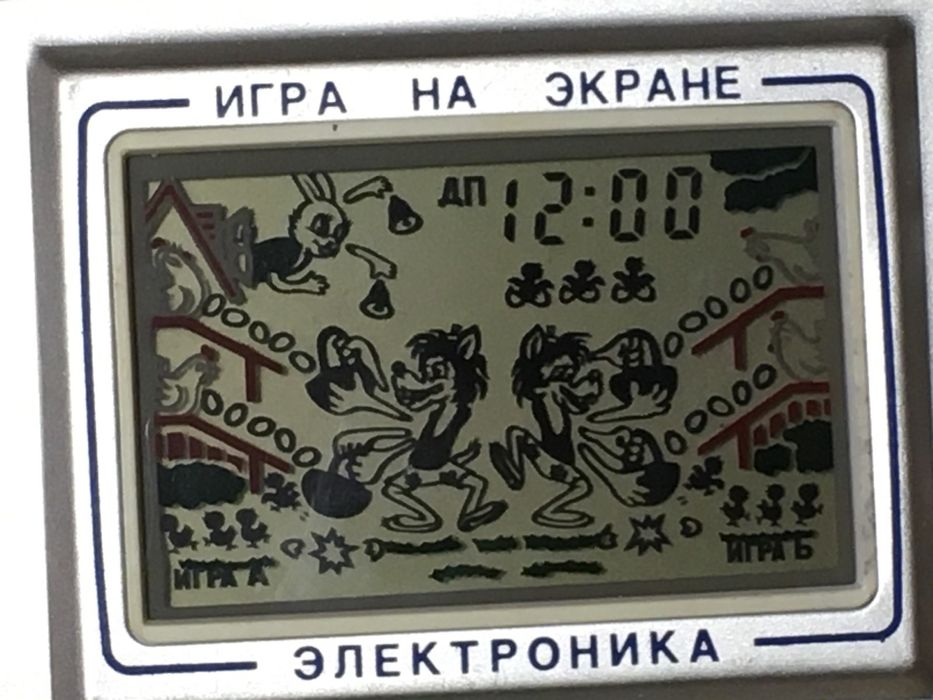 ИГРА НА ЭКРАНЕ
ДП 12:00
ИГРА А
ИГРА Б
ЭЛЕКТРОНИКА